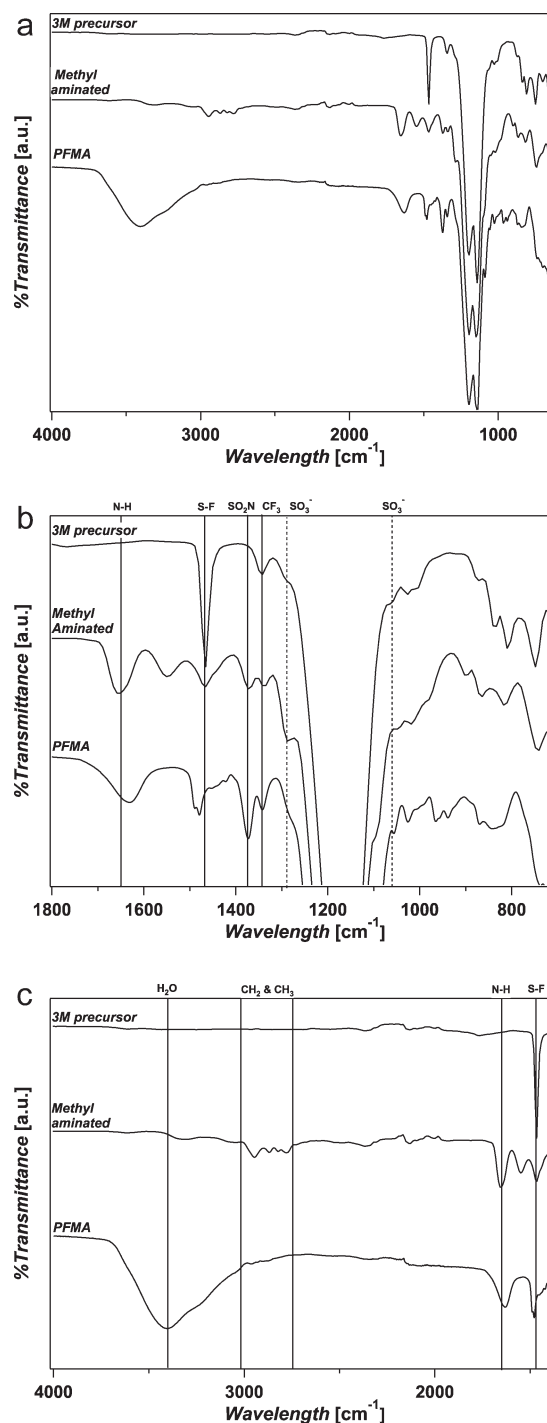 a
3M precursor
Methyl
aminated
PFMA
%Transmittance [a.u.]
4000 3000 2000 1000
Wavelength [cm-1]
N-H S-F SO2N CF3 SO3- SO3-
b
3M precursor
Methyl
Aminated
PFMA
%Transmittance [a.u.]
1800 1600 1400 1200 1000 800
Wavelength [cm-1]
H2O CH2 & CH3 N-H S-F
c
3M precursor
Methyl
aminated
PFMA
%Transmittance [a.u.]
4000 3000 2000
Wavelength [cm-1]